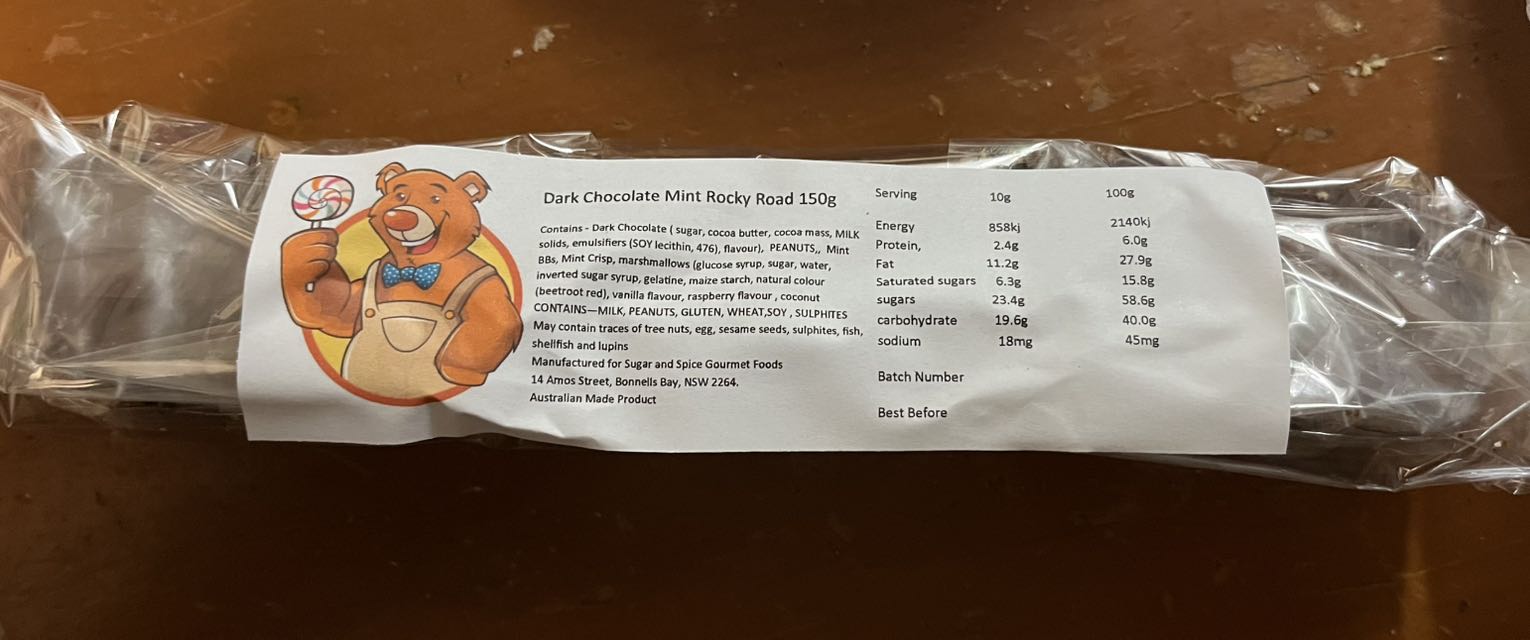 Dark Chocolate Mint Rocky Road 150g
Contains - Dark Chocolate ( sugar, cocoa butter, cocoa mass, MILK
solids, emulsifiers (SOY lecithin, 476), flavour), PEANUTS,, Mint
BBs, Mint Crisp, marshmallows (glucose syrup, sugar, water,
inverted sugar syrup, gelatine, maize starch, natural colour
(beetroot red), vanilla flavour, raspberry flavour , coconut
CONTAINS—MILK, PEANUTS, GLUTEN, WHEAT,SOY , SULPHITES
May contain traces of tree nuts, egg, sesame seeds, sulphites, fish,
shellfish and lupins
Manufactured for Sugar and Spice Gourmet Foods
14 Amos Street, Bonnells Bay, NSW 2264.
Australian Made Product
Serving 10g 100g
Energy 858kj 2140kj
Protein, 2.4g 6.0g
Fat 11.2g 27.9g
Saturated sugars 6.3g 15.8g
sugars 23.4g 58.6g
carbohydrate 19.6g 40.0g
sodium 18mg 45mg
Batch Number
Best Before